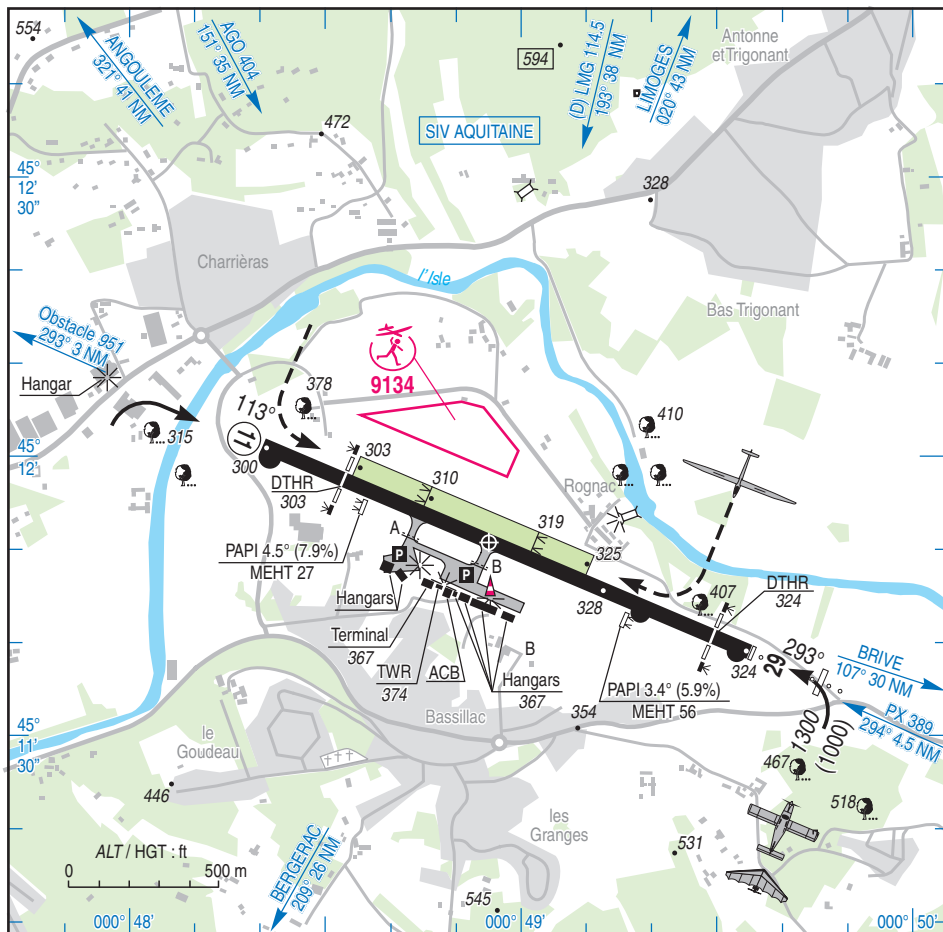 554
ANGOULEME
321° 41 NM
AGO 404
151° 35 NM
472
SIV AQUITAINE
594
(D) LMG 114.5
193° 38 NM
LIMOGES
020° 43 NM
Antonne
et Trigonant
45°
12'
30"
328
Charrièras
l'Isle
Bas Trigonant
Obstacle 951
293° 3 NM
Hangar
9134
378
315
410
113°
11
300
303
DTHR
303
310
45°
12'
Rognac
319
325
A
P
P
B
PAPI 4.5° (7.9%)
MEHT 27
Hangars
Terminal
367
TWR
374
ACB
Hangars
367
B
328
407
DTHR
324
324
29
293°
PAPI 3.4° (5.9%)
MEHT 56
BRIVE
107° 30 NM
PX 389
294° 4.5 NM
1300
(1000)
Bassillac
354
le
Goudeau
45°
11'
30"
446
467
518
les
Granges
531
545
ALT / HGT : ft
0 500 m
BERGERAC
209° 26 NM
000° 48'
000° 49'
000° 50'